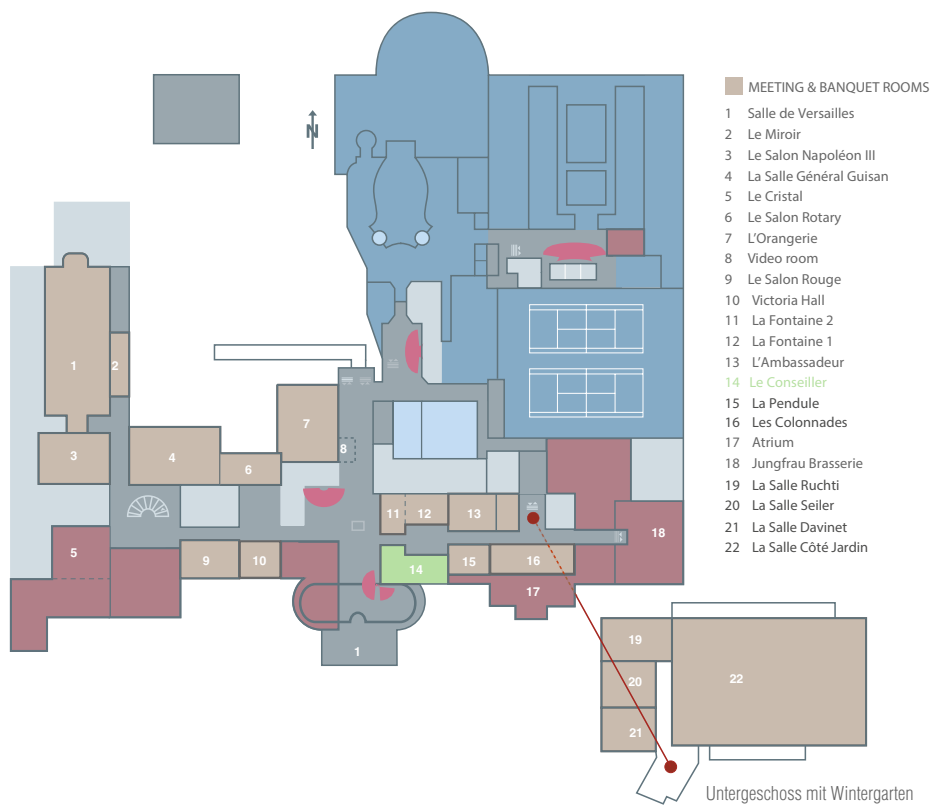 N
MEETING & BANQUET ROOMS
1 Salle de Versailles
2 Le Miroir
3 Le Salon Napoléon III
4 La Salle Général Guisan
5 Le Cristal
6 Le Salon Rotary
7 L'Orangerie
8 Video room
9 Le Salon Rouge
10 Victoria Hall
11 La Fontaine 2
12 La Fontaine 1
13 L'Ambassadeur
14 Le Conseiller
15 La Pendule
16 Les Colonnades
17 Atrium
18 Jungfrau Brasserie
19 La Salle Ruchti
20 La Salle Seiler
21 La Salle Davinet
22 La Salle Côté Jardin
1
2
3
4
6
7
8
5
9
10
11
12
13
14
15
16
17
18
1
19
20
21
22
Untergeschoss mit Wintergarten